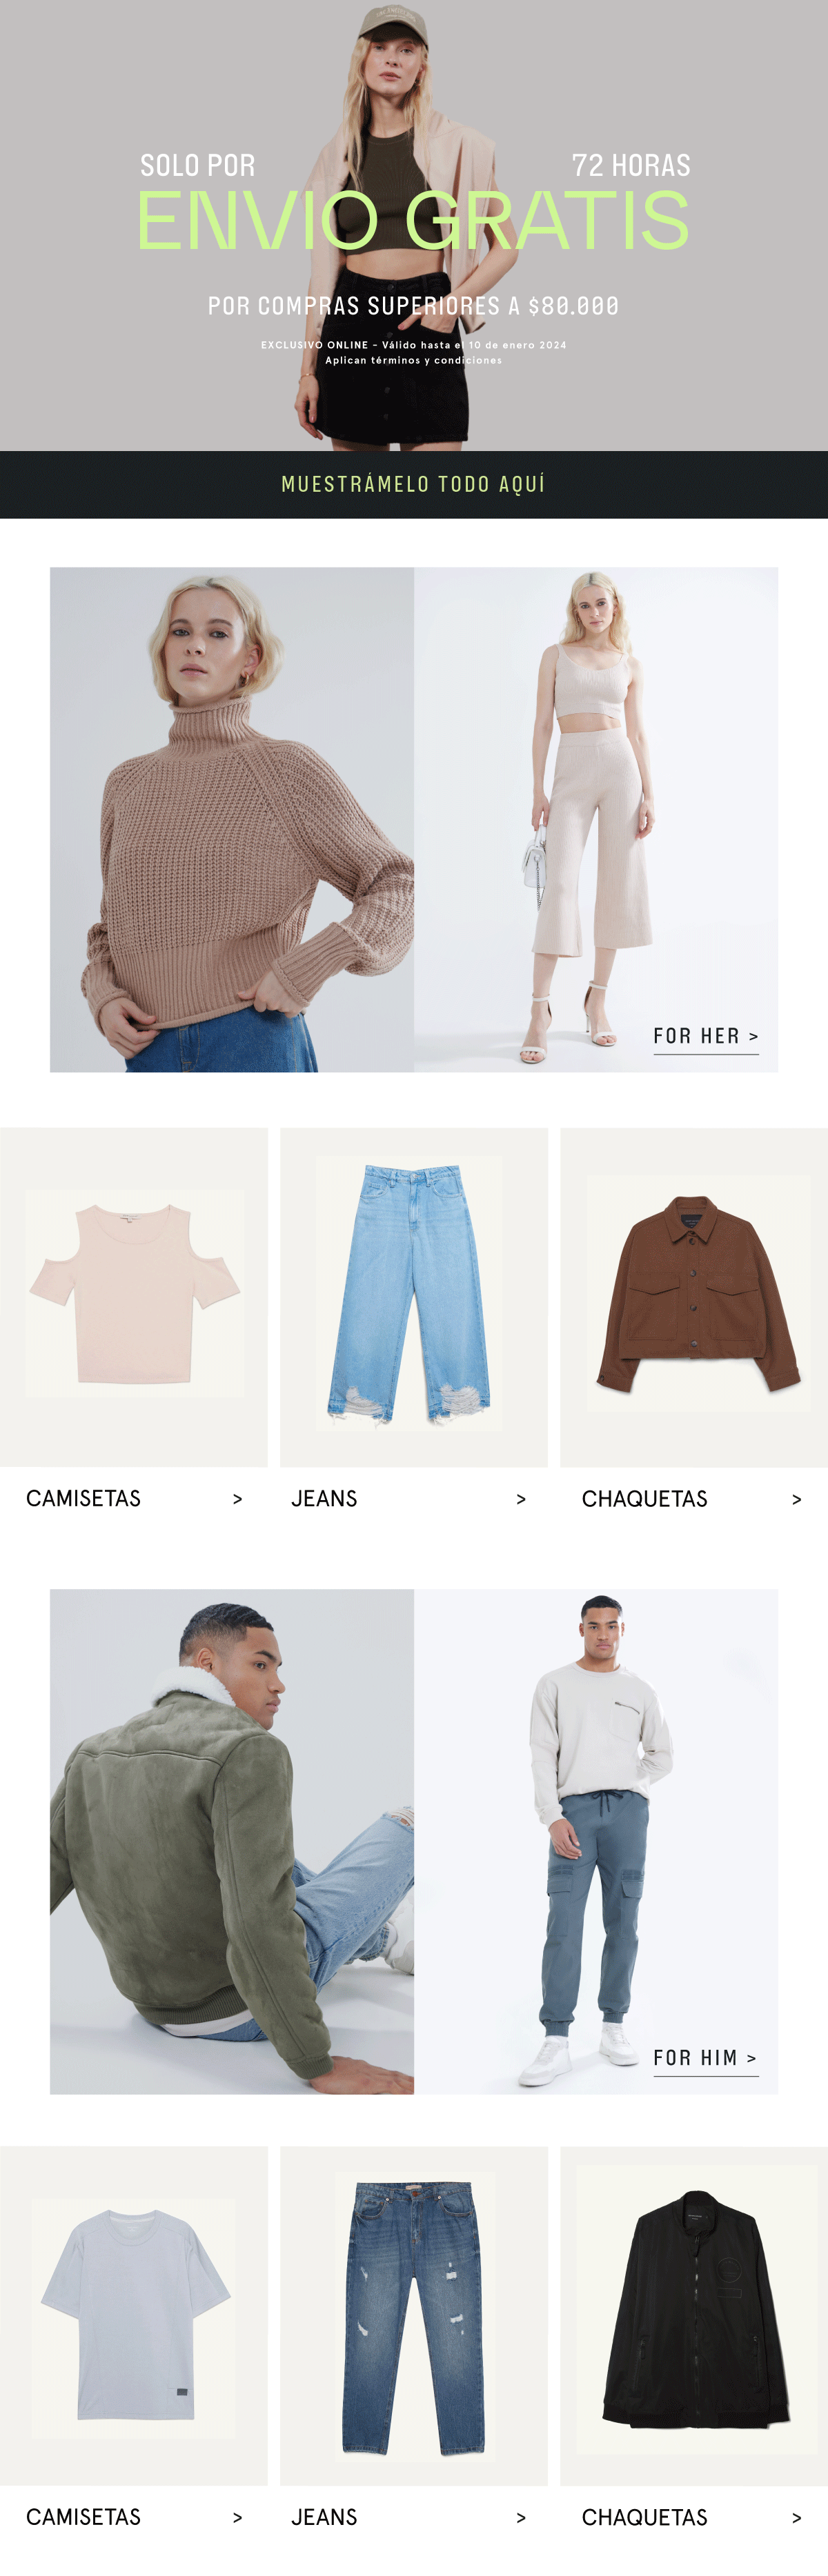 SOLO POR 72 HORAS
ENVIO GRATIS
POR COMPRAS SUPERIORES A $80.000
EXCLUSIVO ONLINE – Válido hasta el 10 de enero 2024
Aplican términos y condiciones
MUESTRÁMELO TODO AQUÍ
FOR HER >
CAMISETAS >
JEANS >
CHAQUETAS >
FOR HIM >
CAMISETAS >
JEANS >
CHAQUETAS >